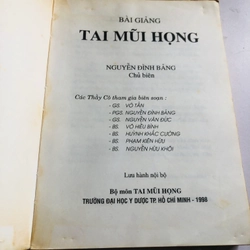 BÀI GIẢNG
TAI MŨI HỌNG
NGUYỄN ĐÌNH BẢNG
Chủ biên
Các Thầy Cô tham gia biên soạn :
- GS. VÕ TẤN
- PGS. NGUYỄN ĐÌNH BẢNG
- GS. NGUYỄN VĂN ĐỨC
- BS. VÕ HIẾU BÌNH
- BS. HUỲNH KHẮC CƯỜNG
- BS. PHẠM KIÊN HỮU
- BS. NGUYỄN HỮU KHÔI
Lưu hành nội bộ
Bộ môn TAI MŨI HỌNG
TRƯỜNG ĐẠI HỌC Y DƯỢC TP. HỒ CHÍ MINH - 1998